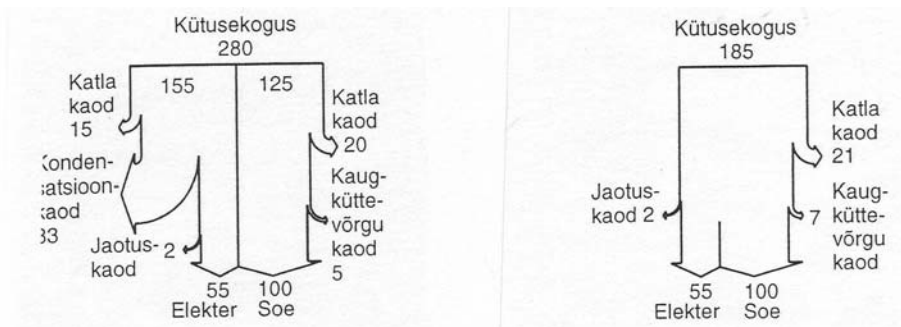 Kütusekogus
280
155
125
Katla
kaod
15
Konden-
satsioon-
kaod
Jaotus-
kaod
2
Katla
kaod
20
Kaug-
kütte-
võrgu
kaod
5
55
100
Elekter
Soe
Kütusekogus
185
Jaotus-
kaod 2
Katla
kaod
21
7
Kaug-
kütte-
võrgu
kaod
55
100
Elekter
Soe